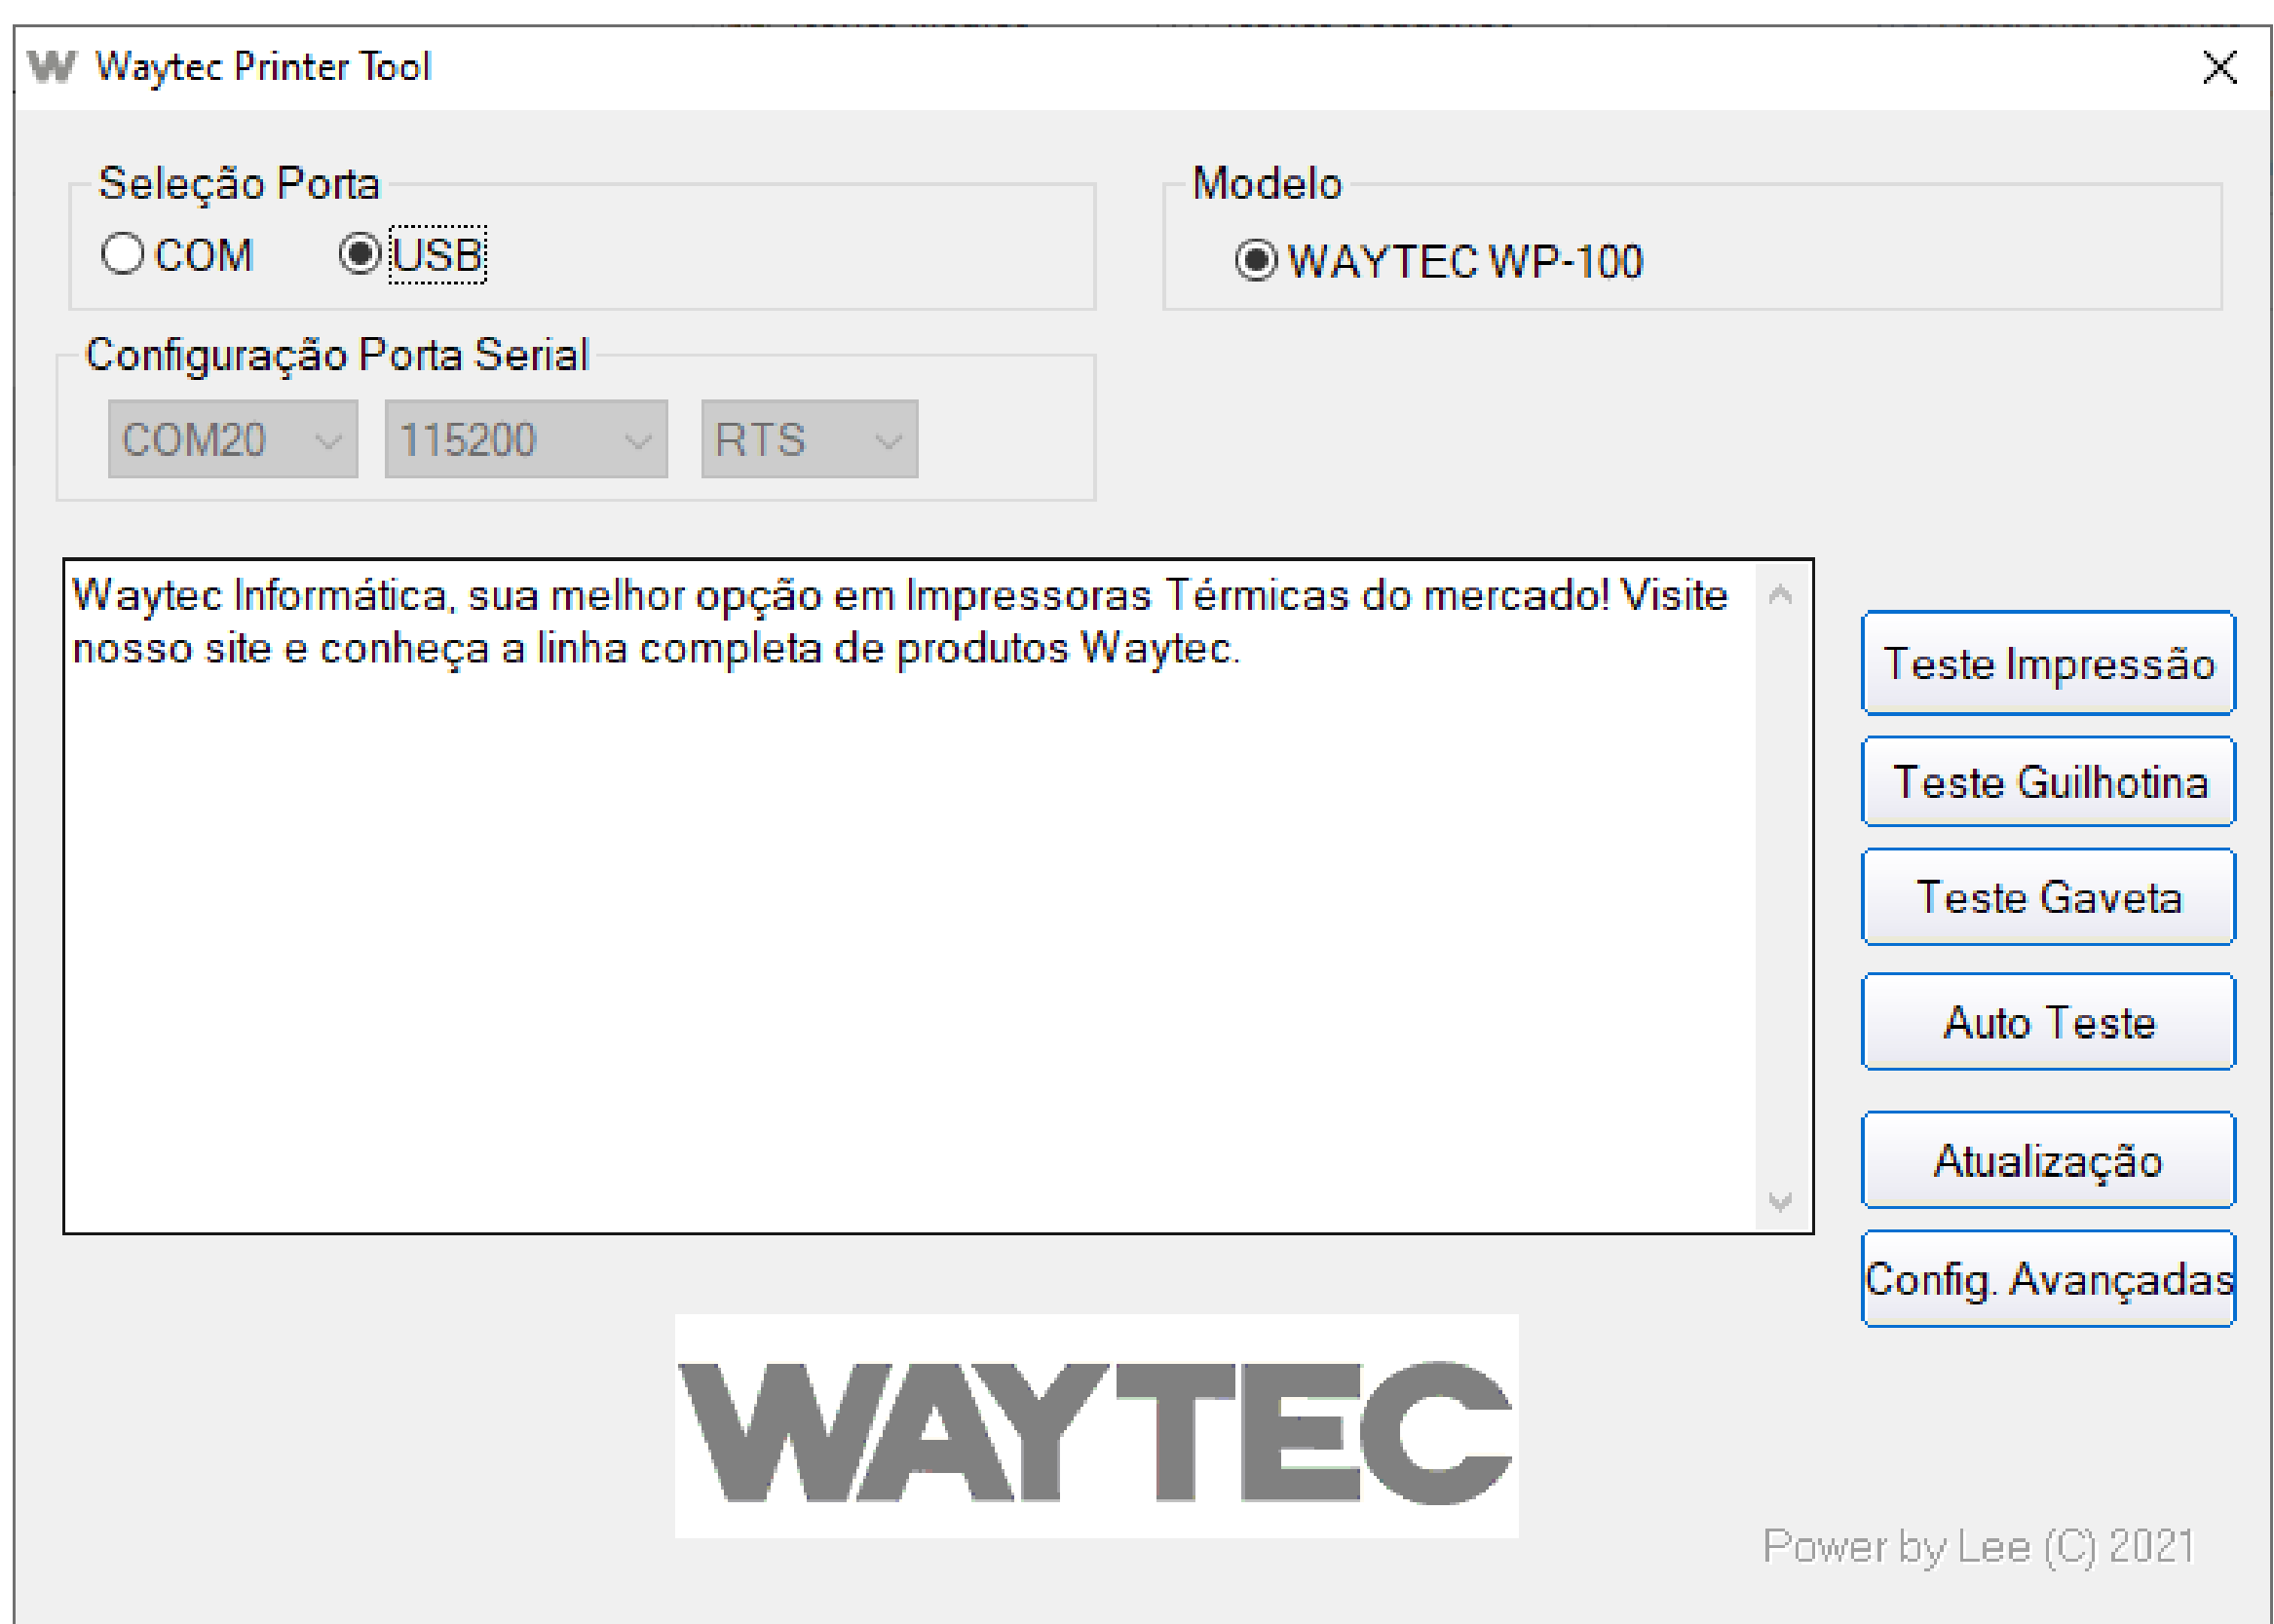 W Waytec Printer Tool
Seleção Porta
COM USB
Modelo
WAYTEC WP-100
Configuração Porta Serial
COM20 115200 RTS
Waytec Informática, sua melhor opção em Impressoras Térmicas do mercado! Visite
nosso site e conheça a linha completa de produtos Waytec.
Teste Impressão
Teste Guilhotina
Teste Gaveta
Auto Teste
Atualização
Config. Avançadas
WAYTEC
Power by Lee (C) 2021